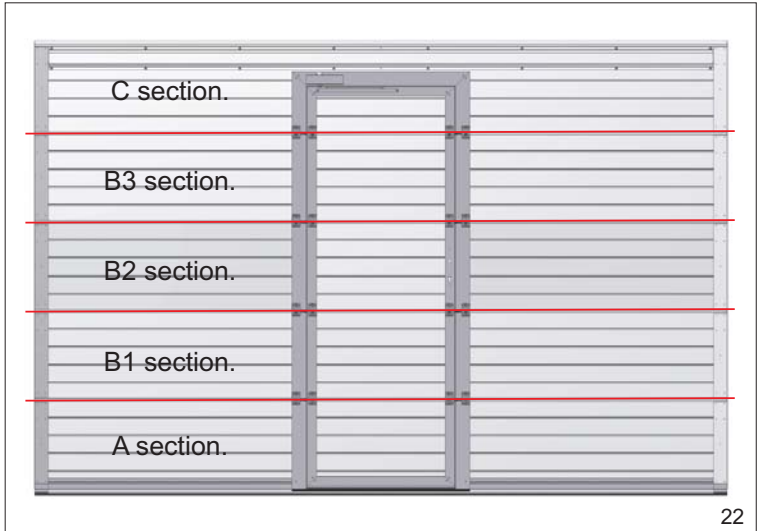 C section.
B3 section.
B2 section.
B1 section.
A section.
22